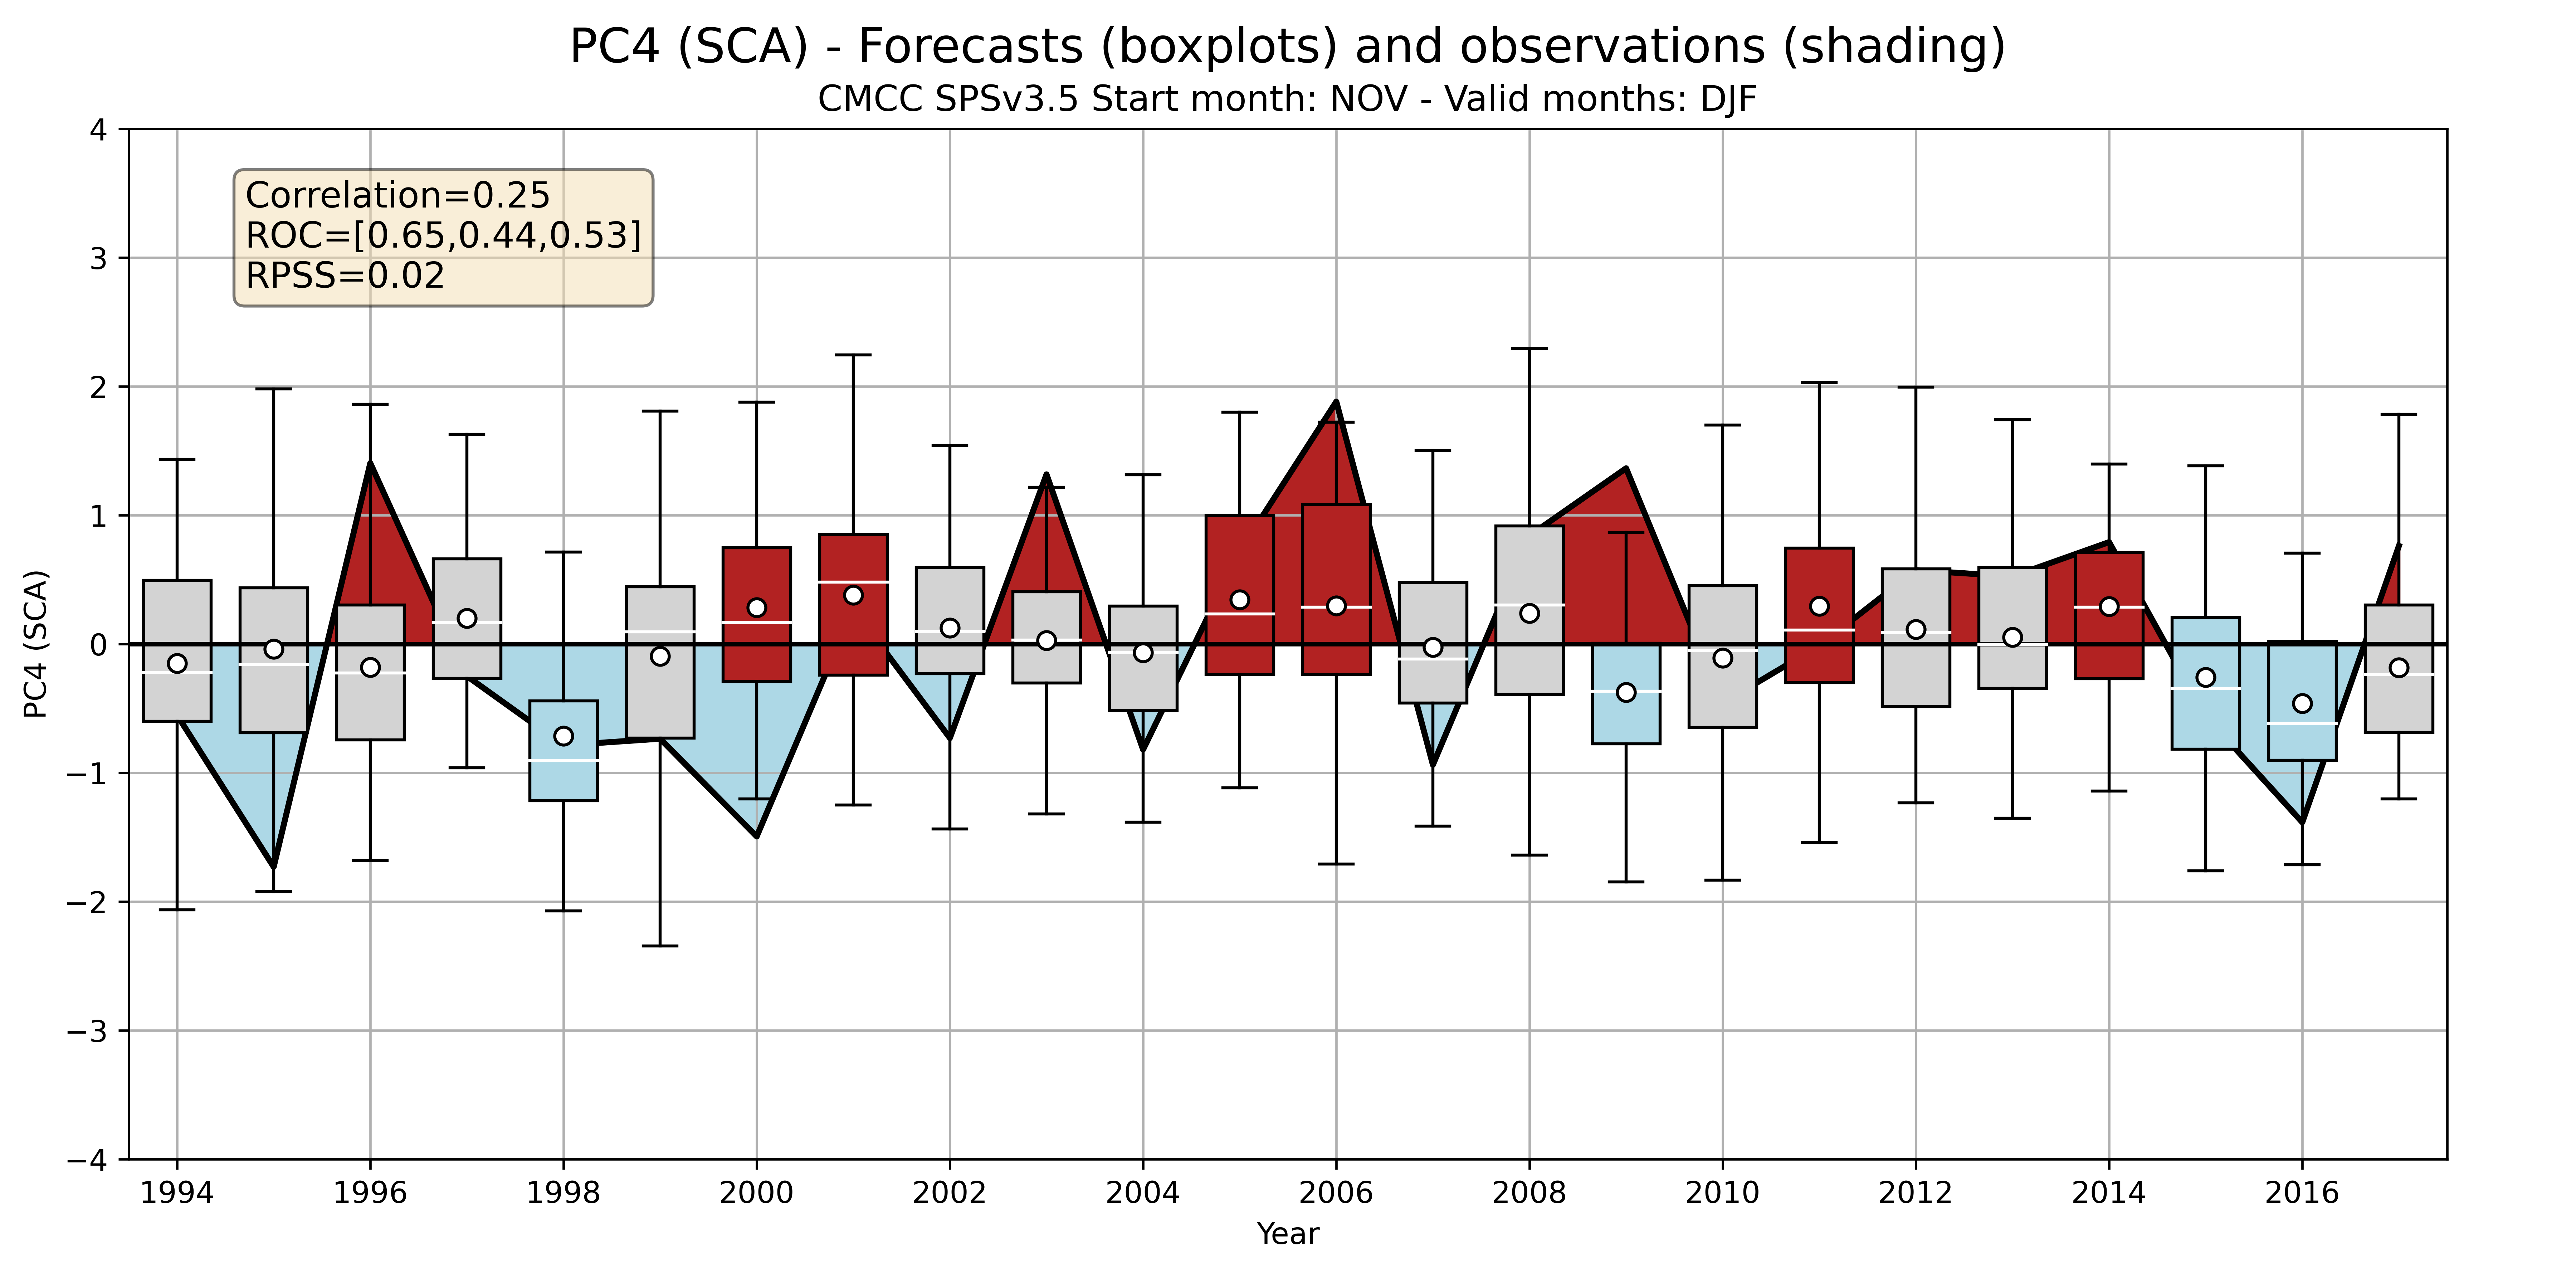 PC4 (SCA) - Forecasts (boxplots) and observations (shading)
CMCC SPSv3.5 Start month: NOV - Valid months: DJF
Correlation=0.25
ROC=[0.65,0.44,0.53]
RPSS=0.02
PC4 (SCA)
4
3
2
1
0
−1
−2
−3
−4
1994 1996 1998 2000 2002 2004 2006 2008 2010 2012 2014 2016
Year